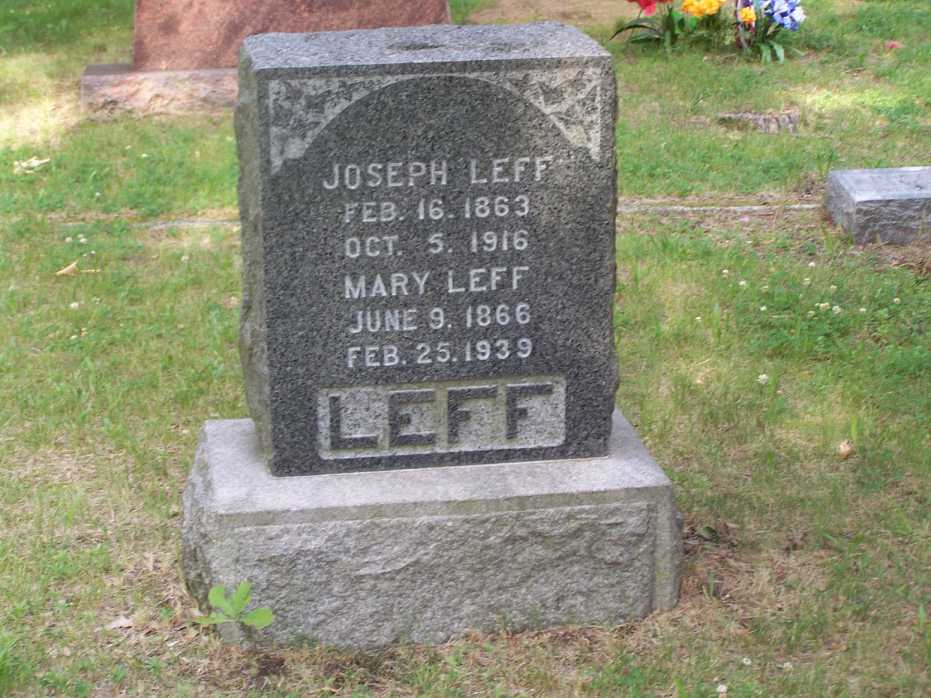 JOSEPH LEFF
FEB. 16. 1863
OCT. 5. 1916
MARY LEFF
JUNE 9. 1866
FEB. 25. 1939
LEFF